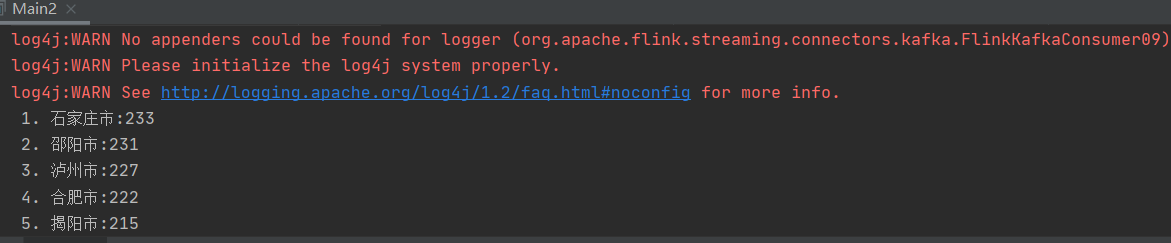 Main2 ×
log4j:WARN No appenders could be found for logger (org.apache.flink.streaming.connectors.kafka.FlinkKafkaConsumer09)
log4j:WARN Please initialize the log4j system properly.
log4j:WARN See http://logging.apache.org/log4j/1.2/faq.html#noconfig for more info.
1. 石家庄市:233
2. 邵阳市:231
3. 泸州市:227
4. 合肥市:222
5. 揭阳市:215